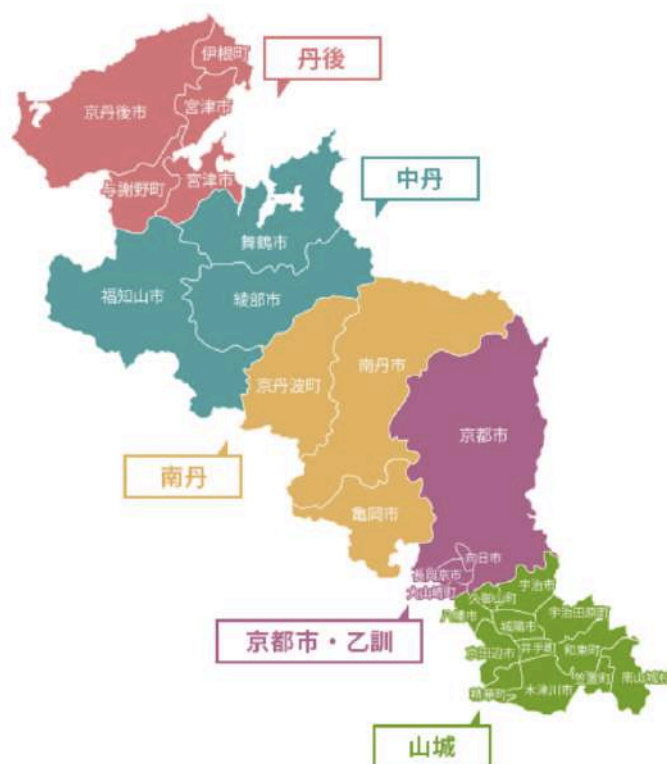 伊根町
丹後
宮津市
京丹後市
中丹
与謝野町
宮津市
舞鶴市
福知山市
綾部市
南丹市
京丹波町
京都市
南丹
亀岡市
向日市
長岡京市
大山崎町
宇治市
久御山町
八幡市
宇治田原町
城陽市
京都市・乙訓
井手町
和束町
京田辺市
笠置町
南山城村
精華町
木津川市
山城